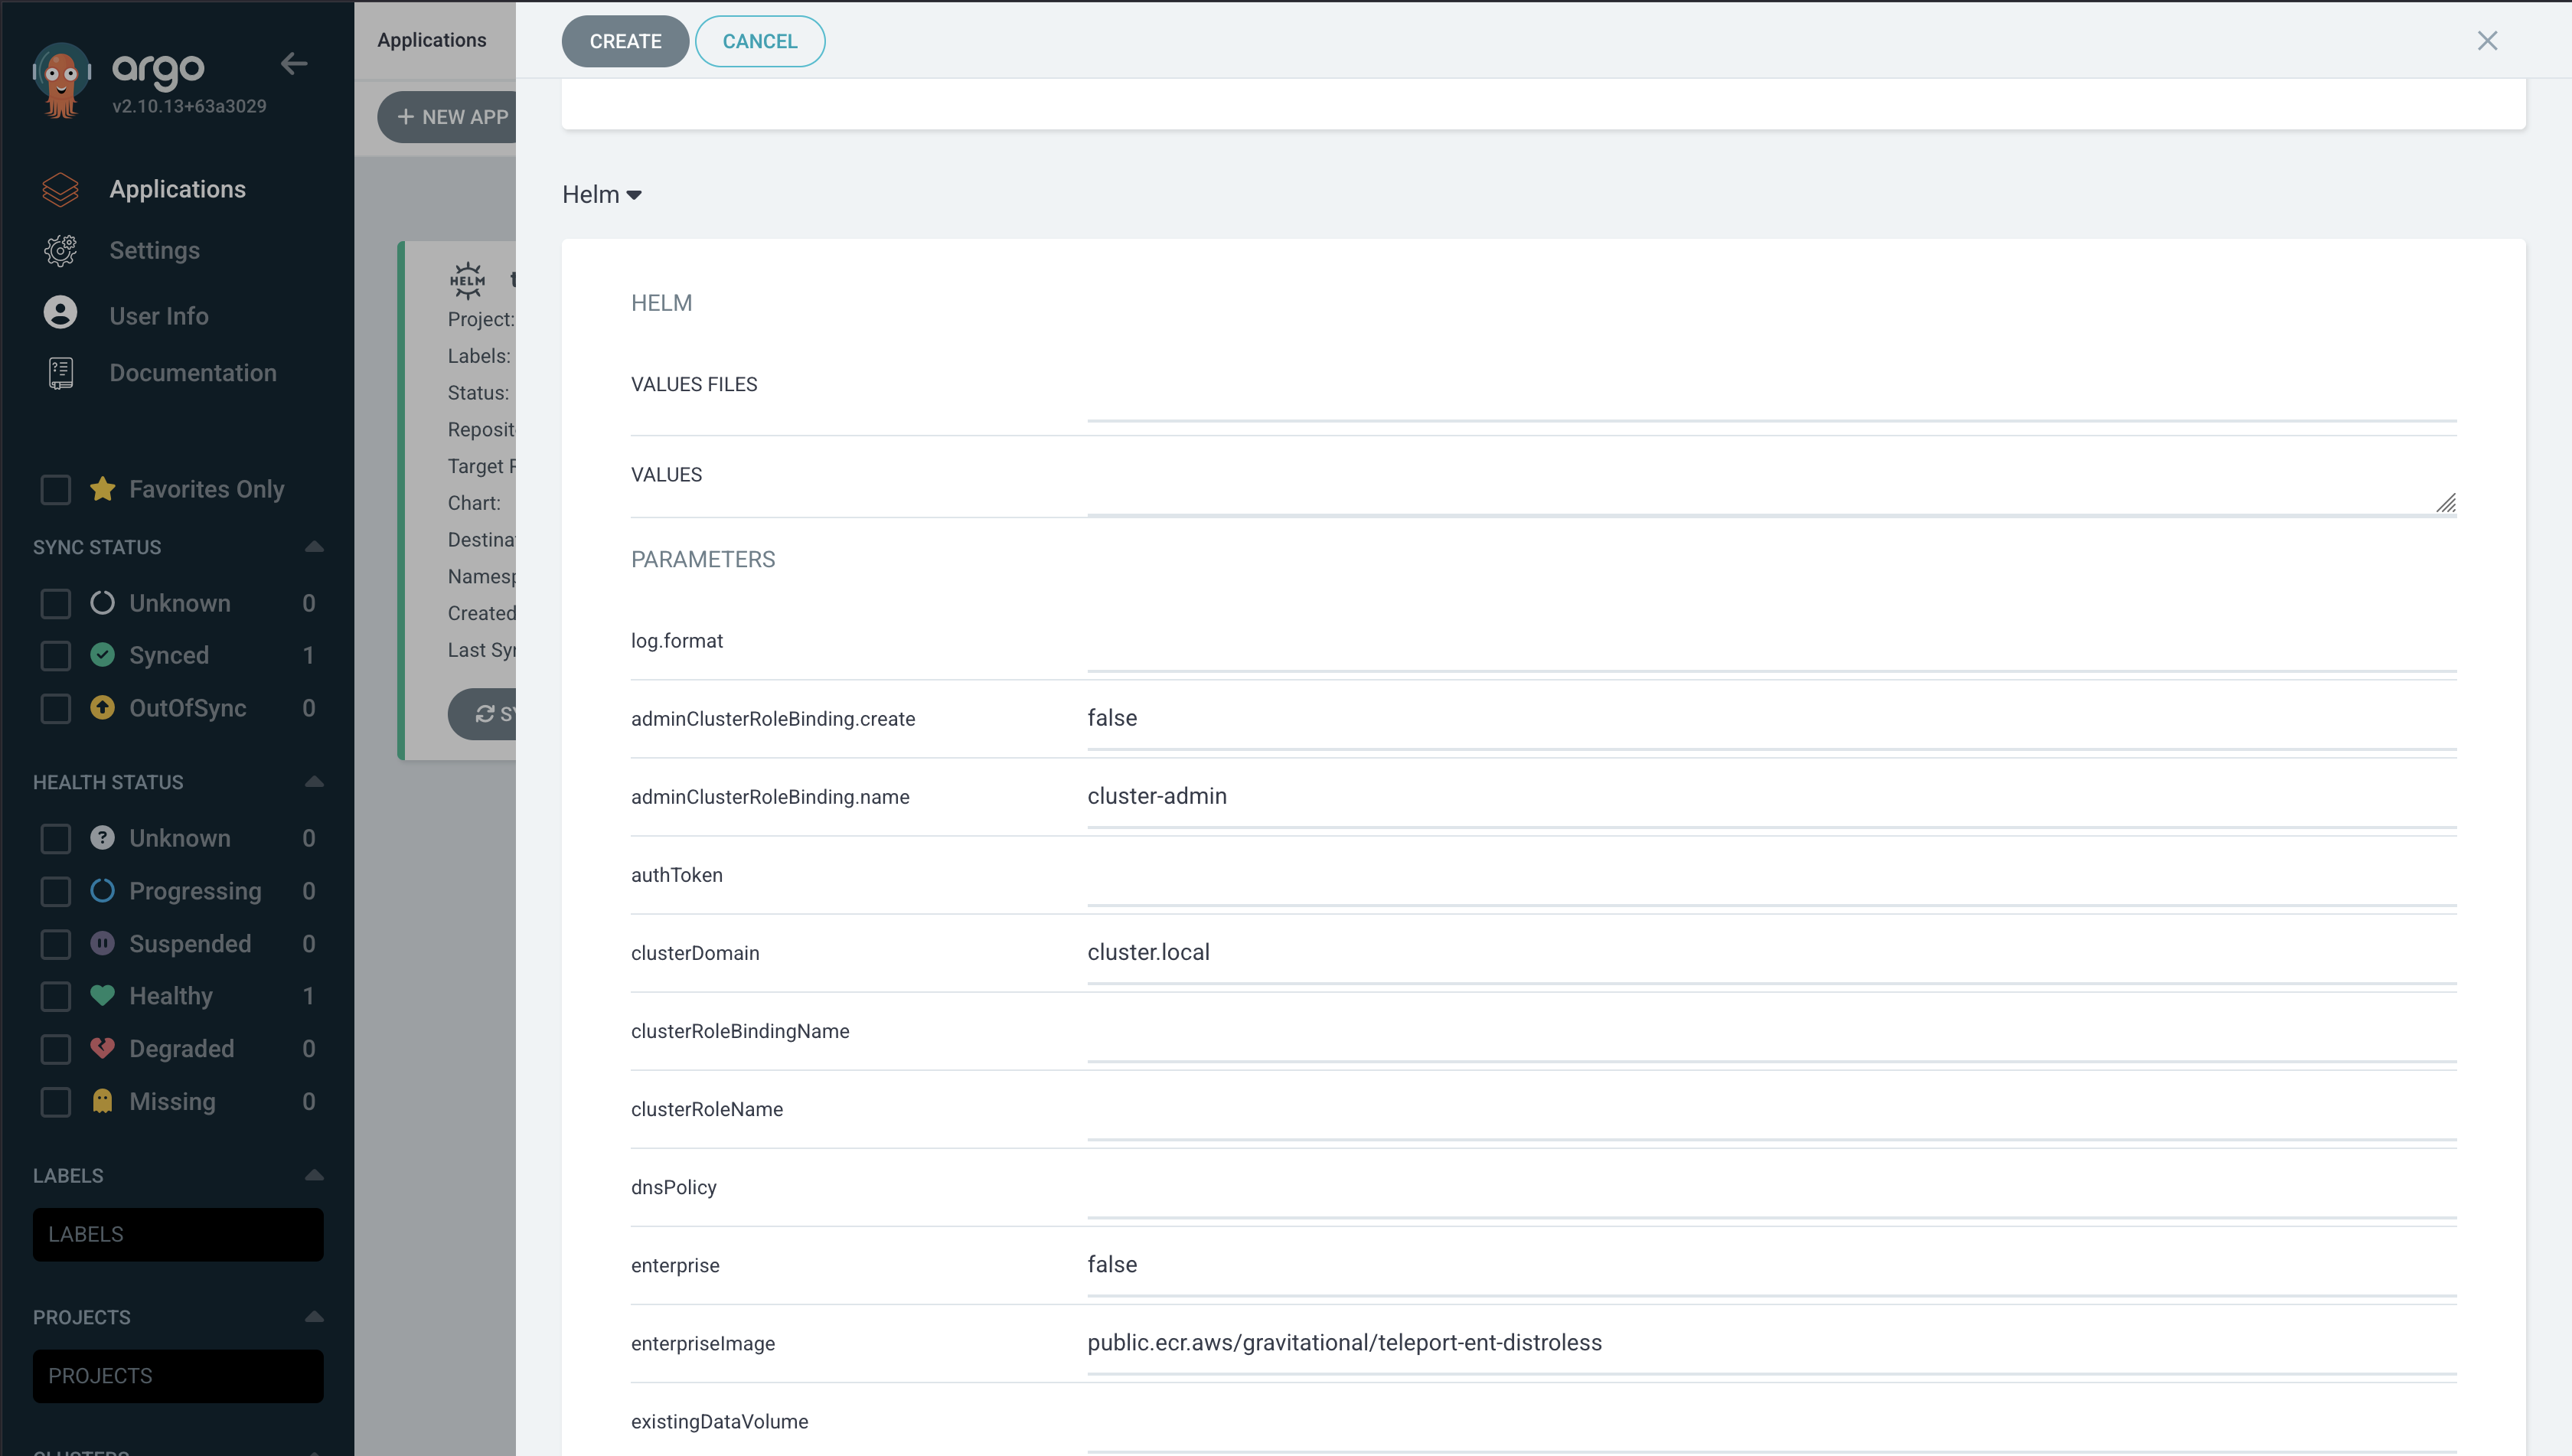 argo
v2.10.13+63a3029
Applications
Settings
User Info
Documentation
Favorites Only
SYNC STATUS
Unknown 0
Synced 1
OutOfSync 0
HEALTH STATUS
Unknown 0
Progressing 0
Suspended 0
Healthy 1
Degraded 0
Missing 0
LABELS
LABELS
PROJECTS
PROJECTS
CLUSTERS
Applications
+ NEW APP
HELM t
Project:
Labels:
Status:
Reposit
Target R
Chart:
Destina
Namesp
Created
Last Syn
SY
CREATE CANCEL
Helm
HELM
VALUES FILES
VALUES
PARAMETERS
log.format
adminClusterRoleBinding.create false
adminClusterRoleBinding.name cluster-admin
authToken
clusterDomain cluster.local
clusterRoleBindingName
clusterRoleName
dnsPolicy
enterprise false
enterpriseImage public.ecr.aws/gravitational/teleport-ent-distroless
existingDataVolume